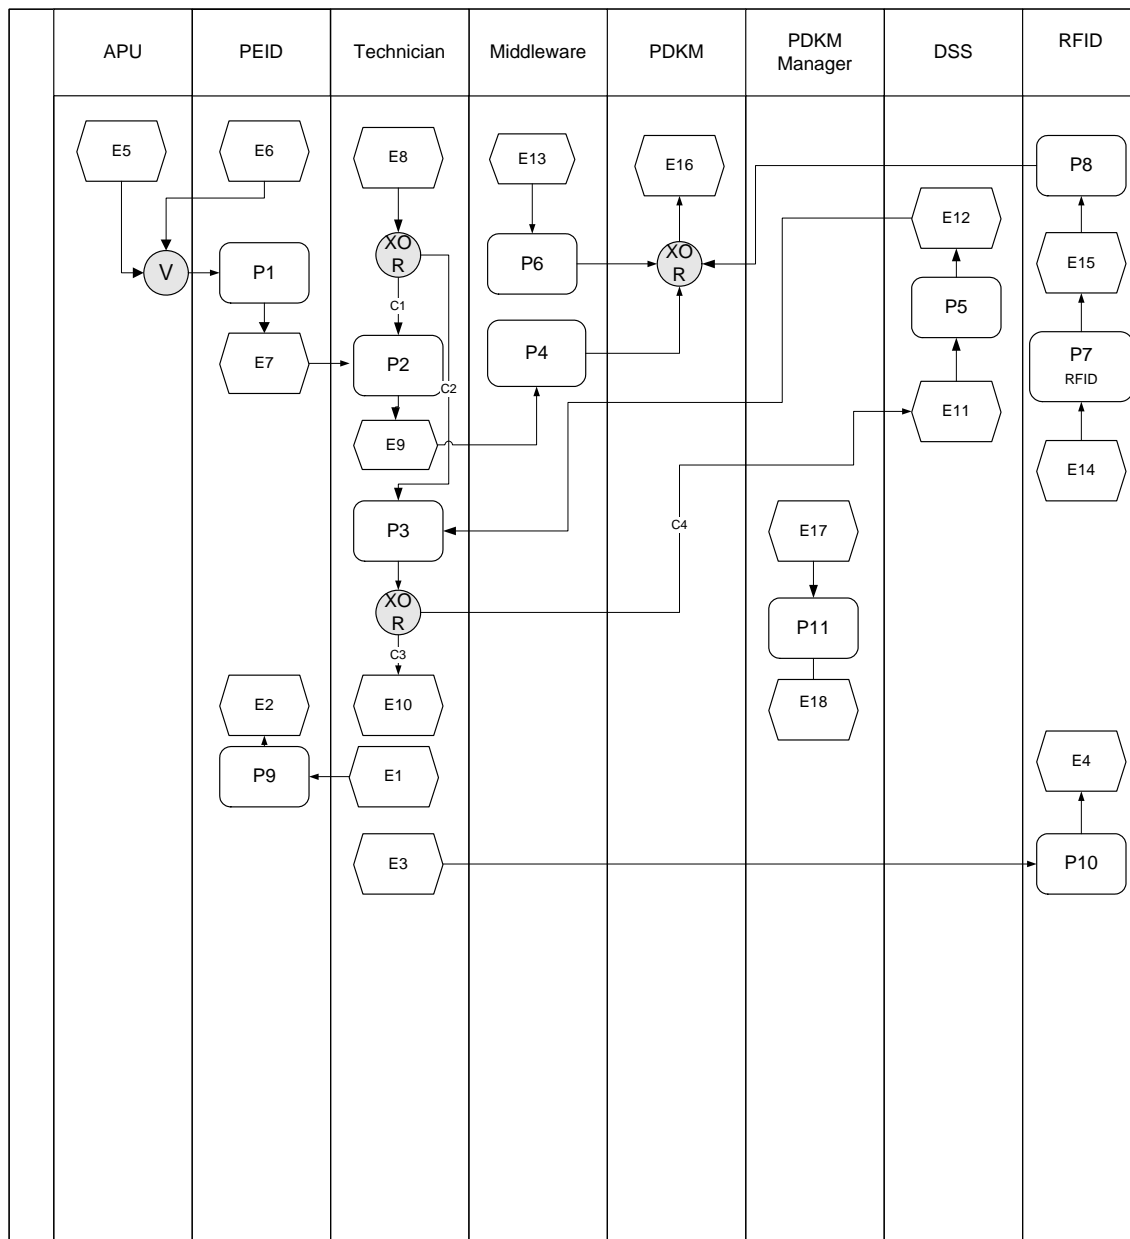 APU
PEID
Technician
Middleware
PDKM
PDKM
Manager
DSS
RFID
E5
E6
E8
E13
E16
P8
E12
XO
R
V
P1
P6
XO
R
E15
C1
P5
P4
E7
P2
P7
RFID
C2
E11
E9
E14
P3
C4
E17
XO
R
P11
C3
E2
E10
E18
P9
E1
E4
E3
P10